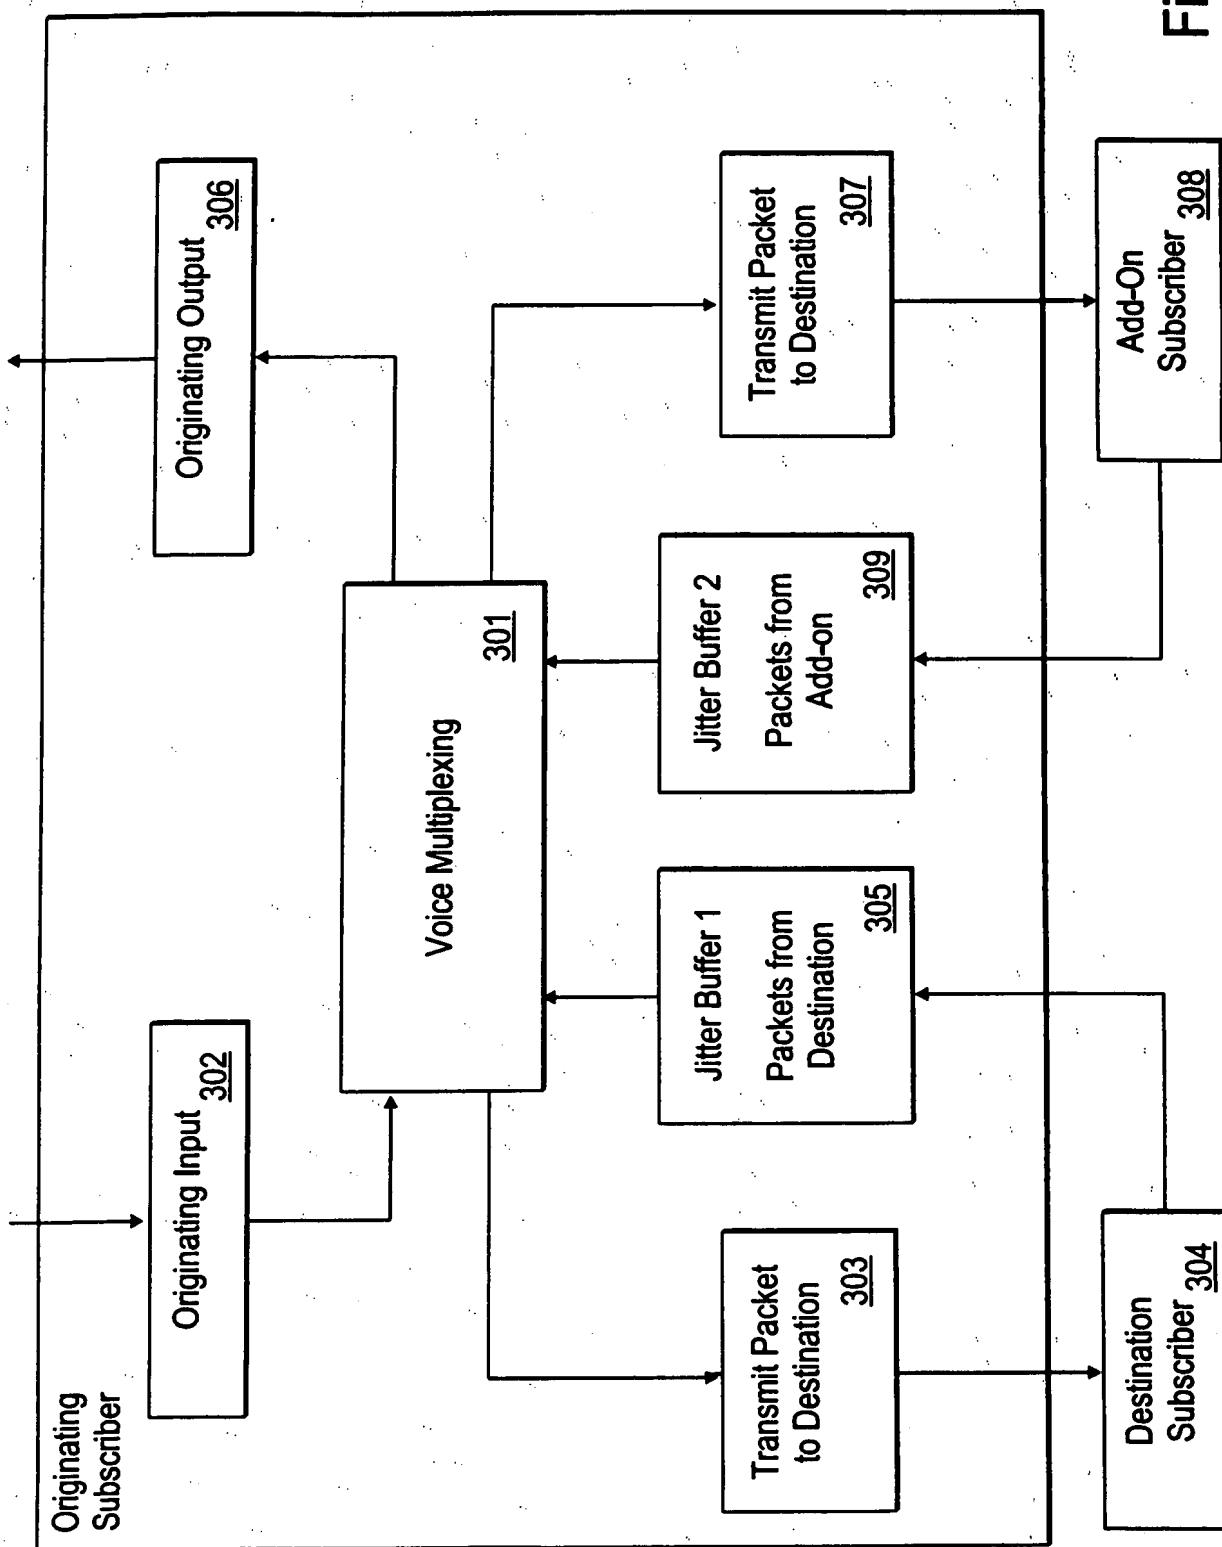 Originating
Subscriber
Originating Input
302
Originating Output
306
Voice Multiplexing
301
Transmit Packet
to Destination
303
Jitter Buffer 1
Packets from
Destination
305
Jitter Buffer 2
Packets from
Add-on
309
Transmit Packet
to Destination
307
Destination
Subscriber
304
Add-On
Subscriber
308